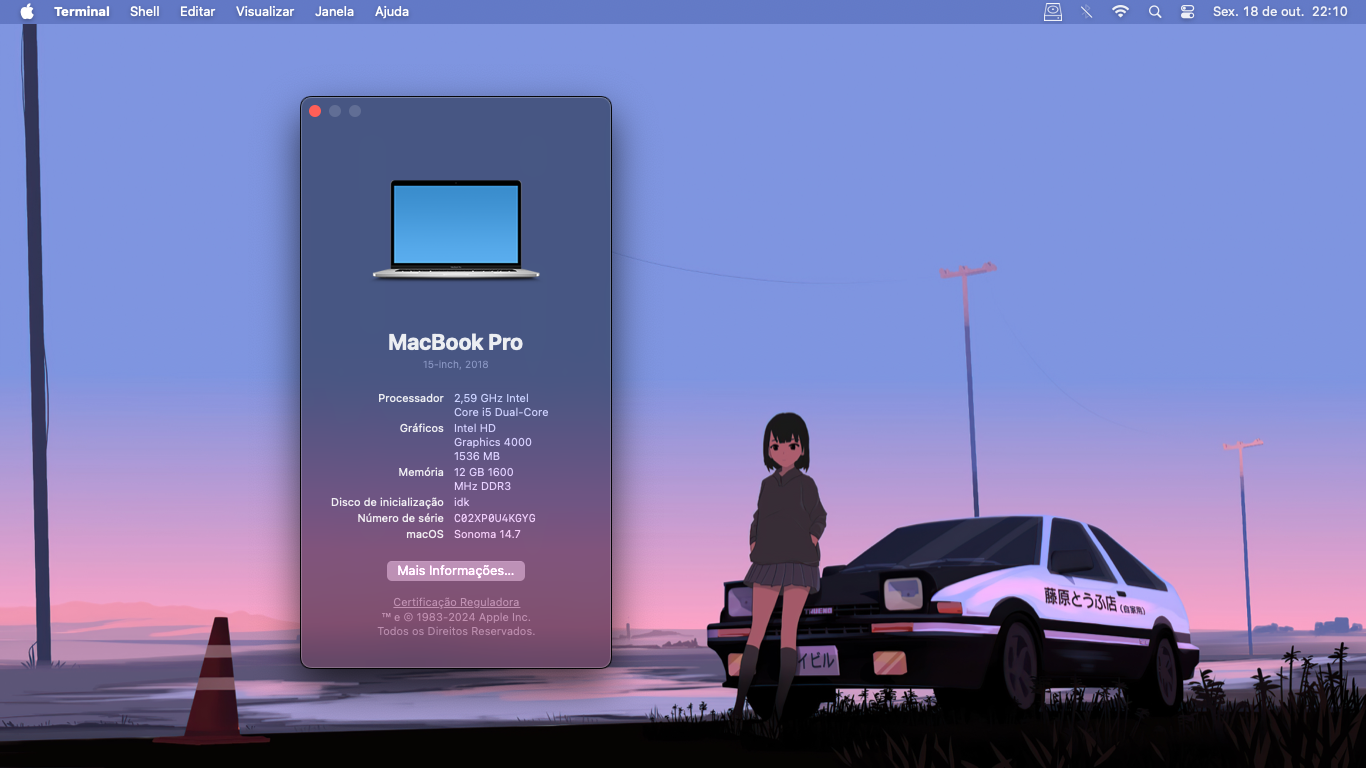 Terminal Shell Editar Visualizar Janela Ajuda Sex. 18 de out. 22:10
MacBook Pro
15-inch, 2018
Processador 2,59 GHz Intel
Core i5 Dual-Core
Gráficos Intel HD
Graphics 4000
1536 MB
Memória 12 GB 1600
MHz DDR3
Disco de inicialização idk
Número de série C02XP0U4KGYG
macOS Sonoma 14.7
Mais Informações...
Certificação Reguladora
™ e © 1983-2024 Apple Inc.
Todos os Direitos Reservados.
藤原とうふ店 (自家用)
TRUENO
イビル